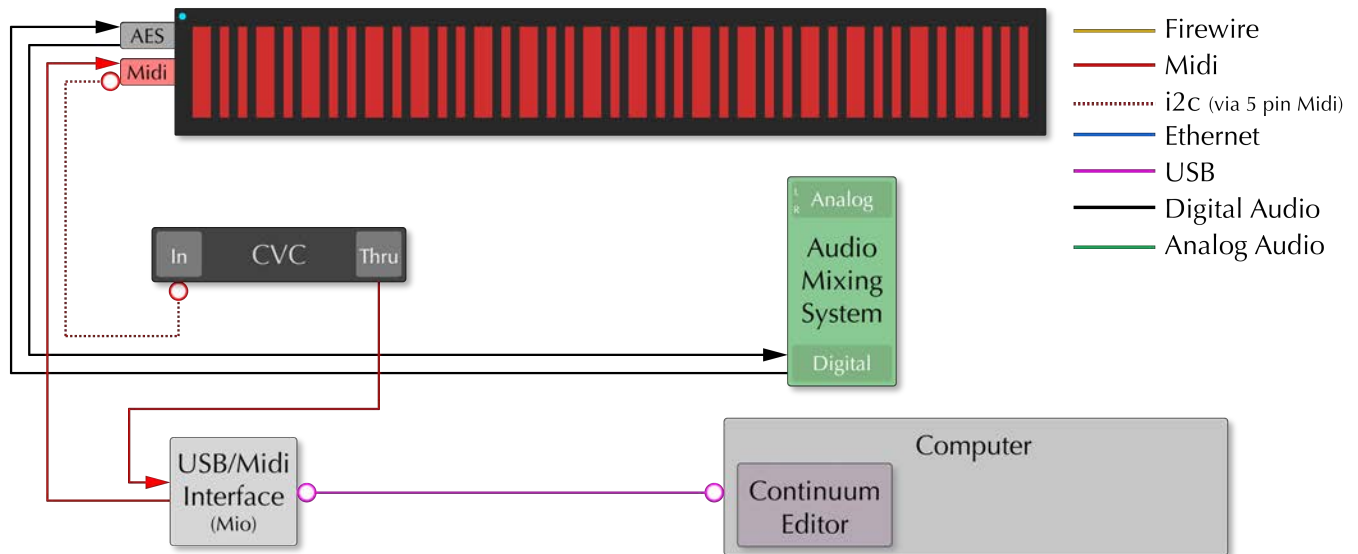 AES
Midi
Firewire
Midi
i2c (via 5 pin Midi)
Ethernet
USB
Digital Audio
Analog Audio
L
R
Analog
Audio
Mixing
System
Digital
In
CVC
Thru
USB/Midi
Interface
(Mio)
Computer
Continuum
Editor